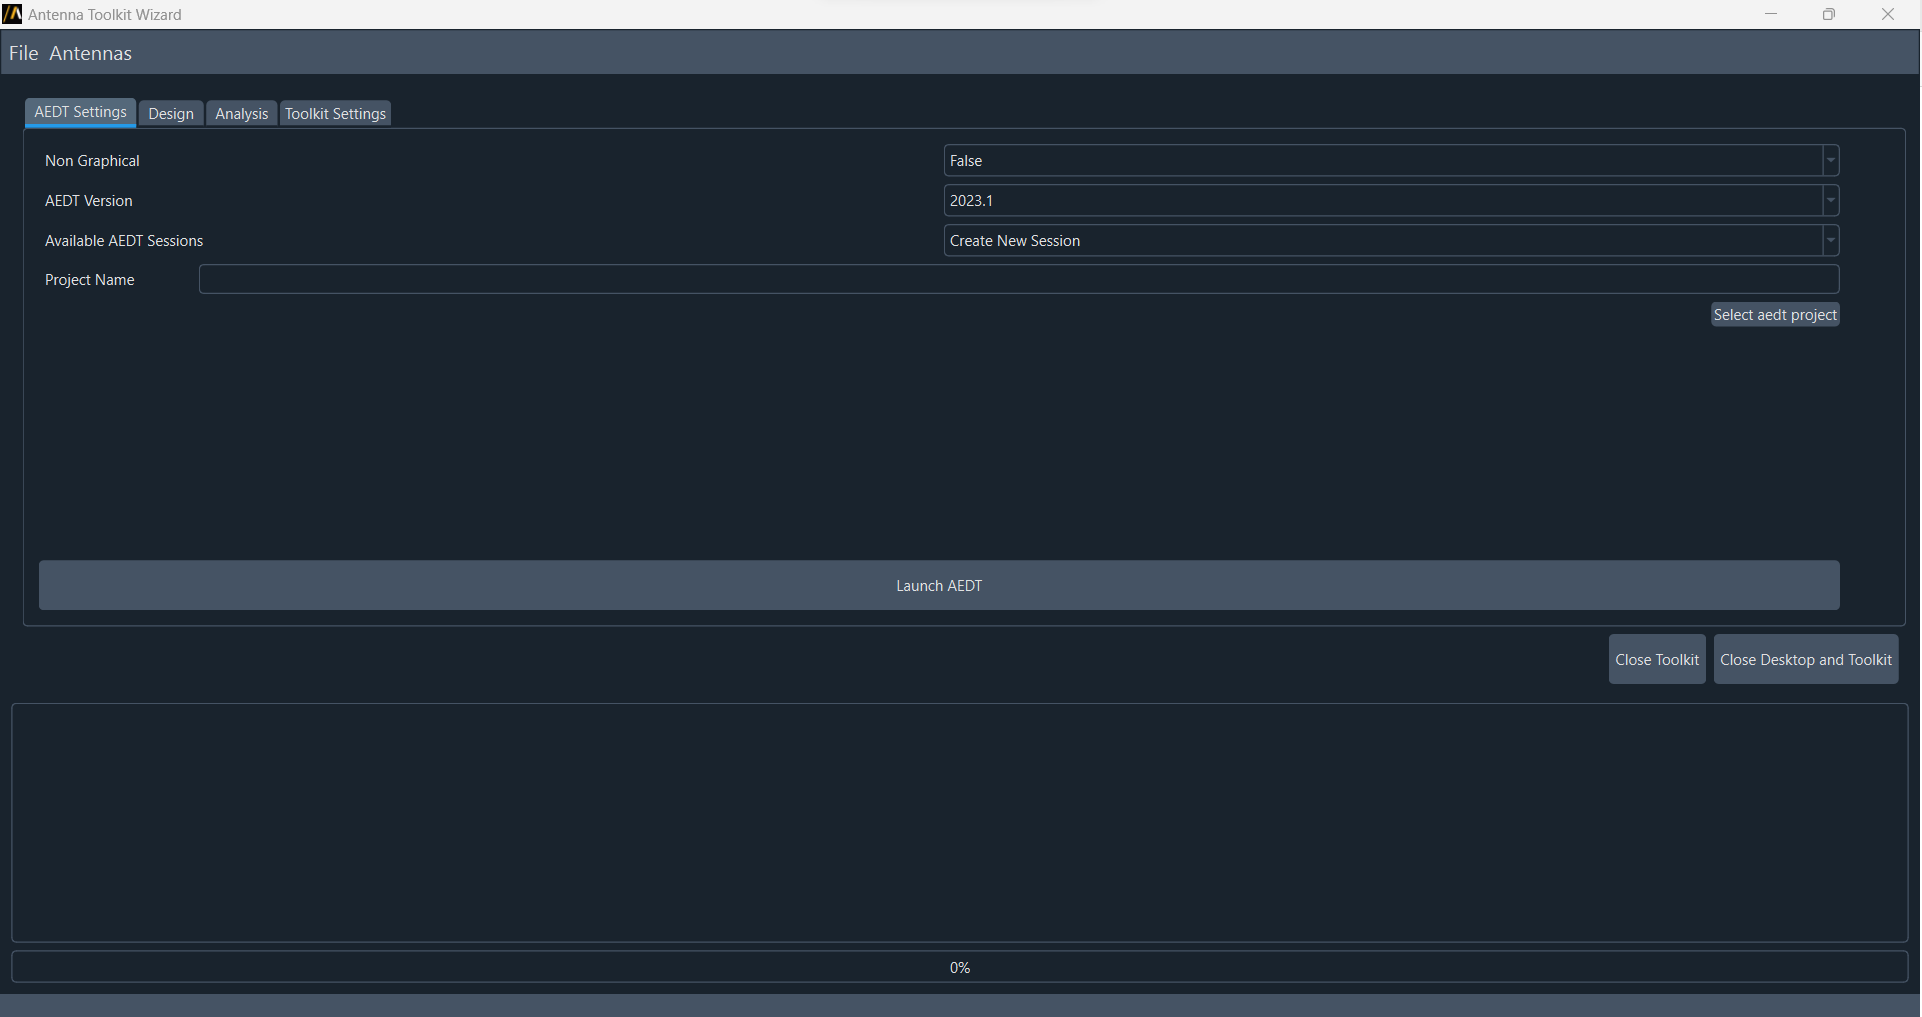 Antenna Toolkit Wizard
File Antennas
AEDT Settings Design Analysis Toolkit Settings
Non Graphical False
AEDT Version 2023.1
Available AEDT Sessions Create New Session
Project Name
Select aedt project
Launch AEDT
Close Toolkit Close Desktop and Toolkit
0%